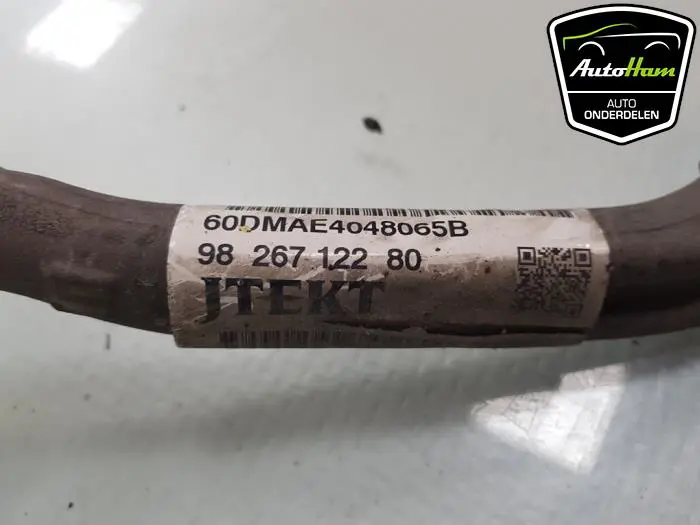 AutoHam
AUTO
ONDERDELEN
60DMAE4048065B
98 267 122 80
JTEKT